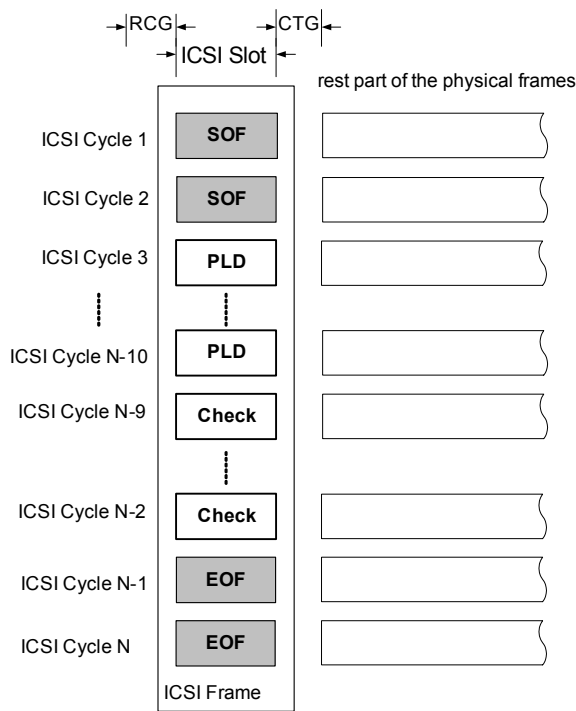 RCG
CTG
ICSI Slot
rest part of the physical frames
ICSI Cycle 1
SOF
ICSI Cycle 2
SOF
ICSI Cycle 3
PLD
ICSI Cycle N-10
PLD
ICSI Cycle N-9
Check
ICSI Cycle N-2
Check
ICSI Cycle N-1
EOF
ICSI Cycle N
EOF
ICSI Frame